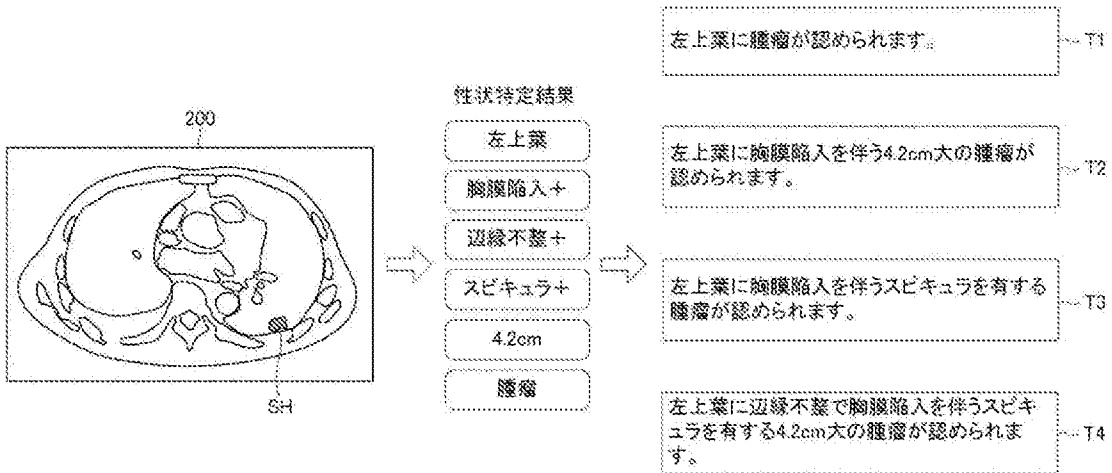 200
SH
性状特定結果
左上葉
胸膜陥入+
辺縁不整+
スピキュラ+
4.2cm
腫瘤
左上葉に腫瘤が認められます。
T1
左上葉に胸膜陥入を伴う4.2cm大の腫瘤が
認められます。
T2
左上葉に胸膜陥入を伴うスピキュラを有する
腫瘤が認められます。
T3
左上葉に辺縁不整で胸膜陥入を伴うスピキ
ュラを有する4.2cm大の腫瘤が認められま
す。
T4